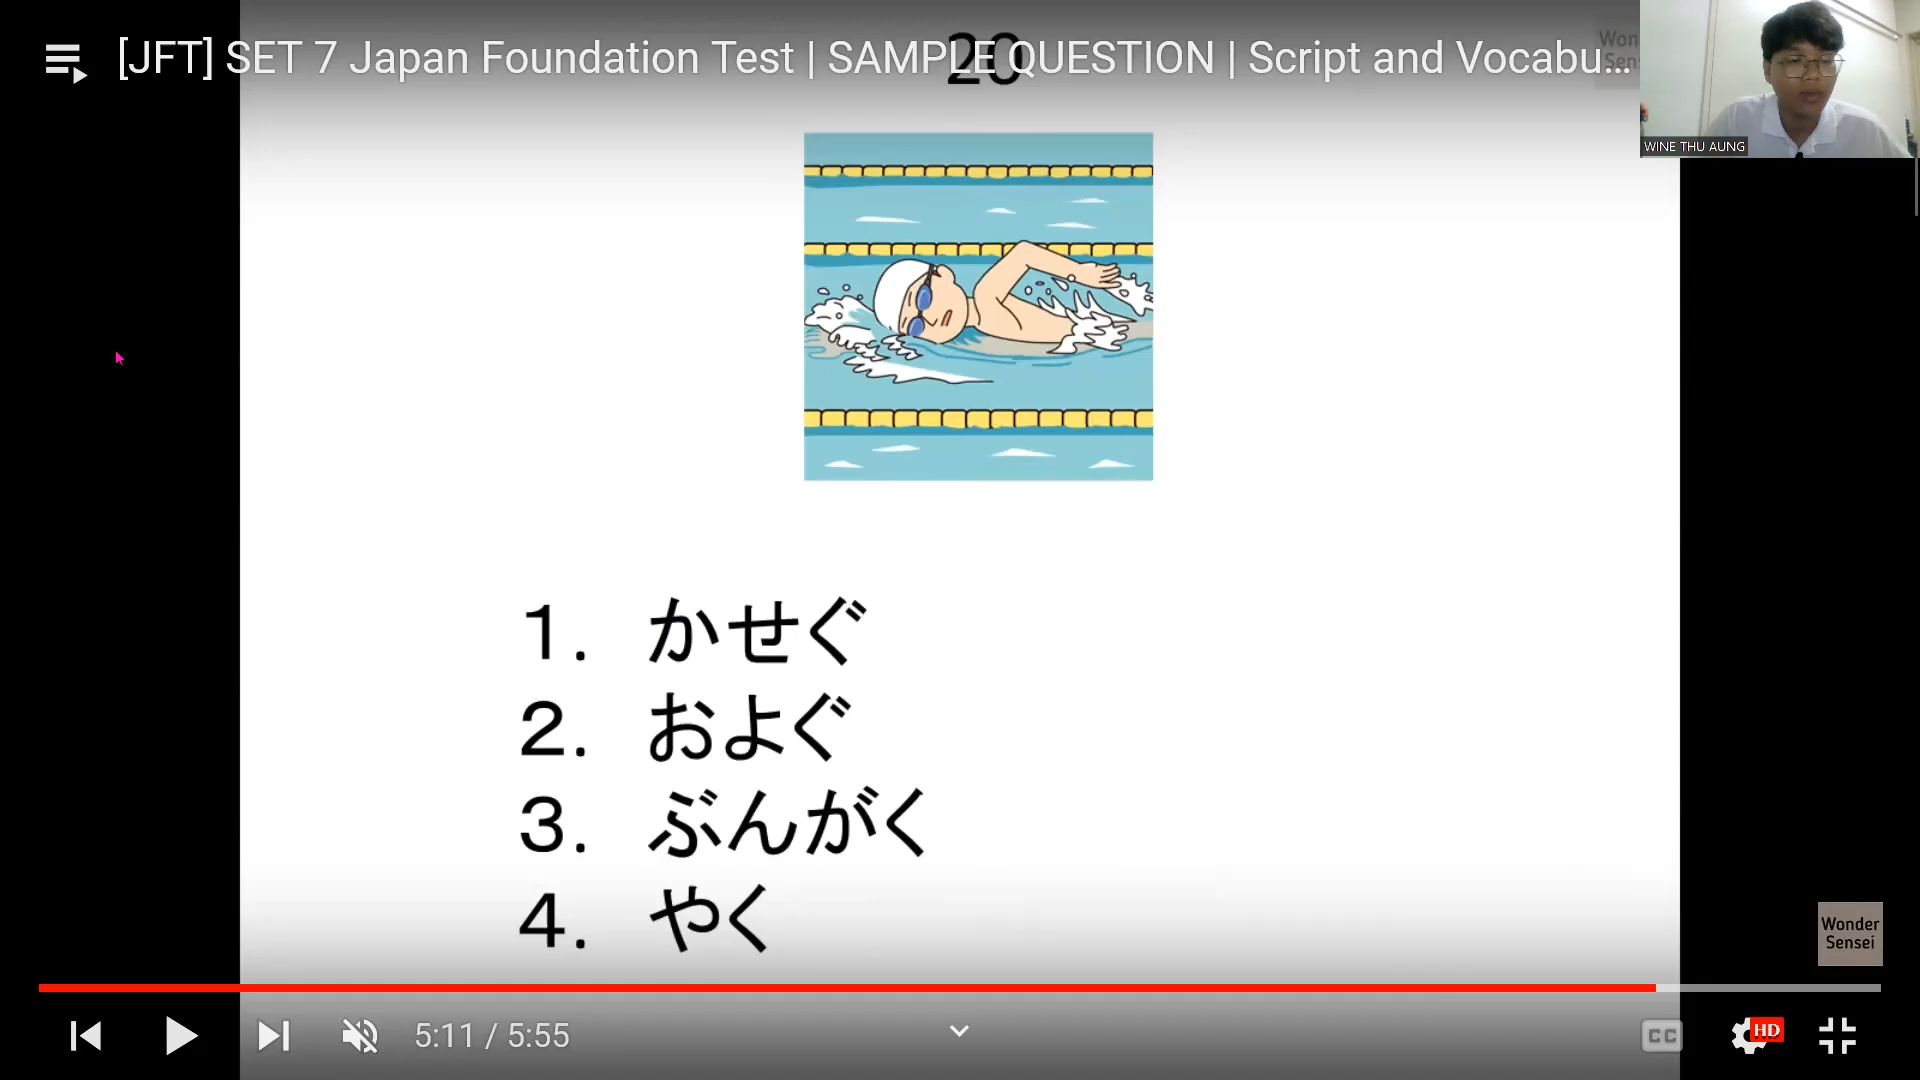 [JFT] SET 7 Japan Foundation Test | SAMPLE QUESTION | Script and Vocabu...
20
WINE THU AUNG
1. かせぐ
2. およぐ
3. ぶんがく
4. やく
Wonder
Sensei
5:11 / 5:55
CC
HD